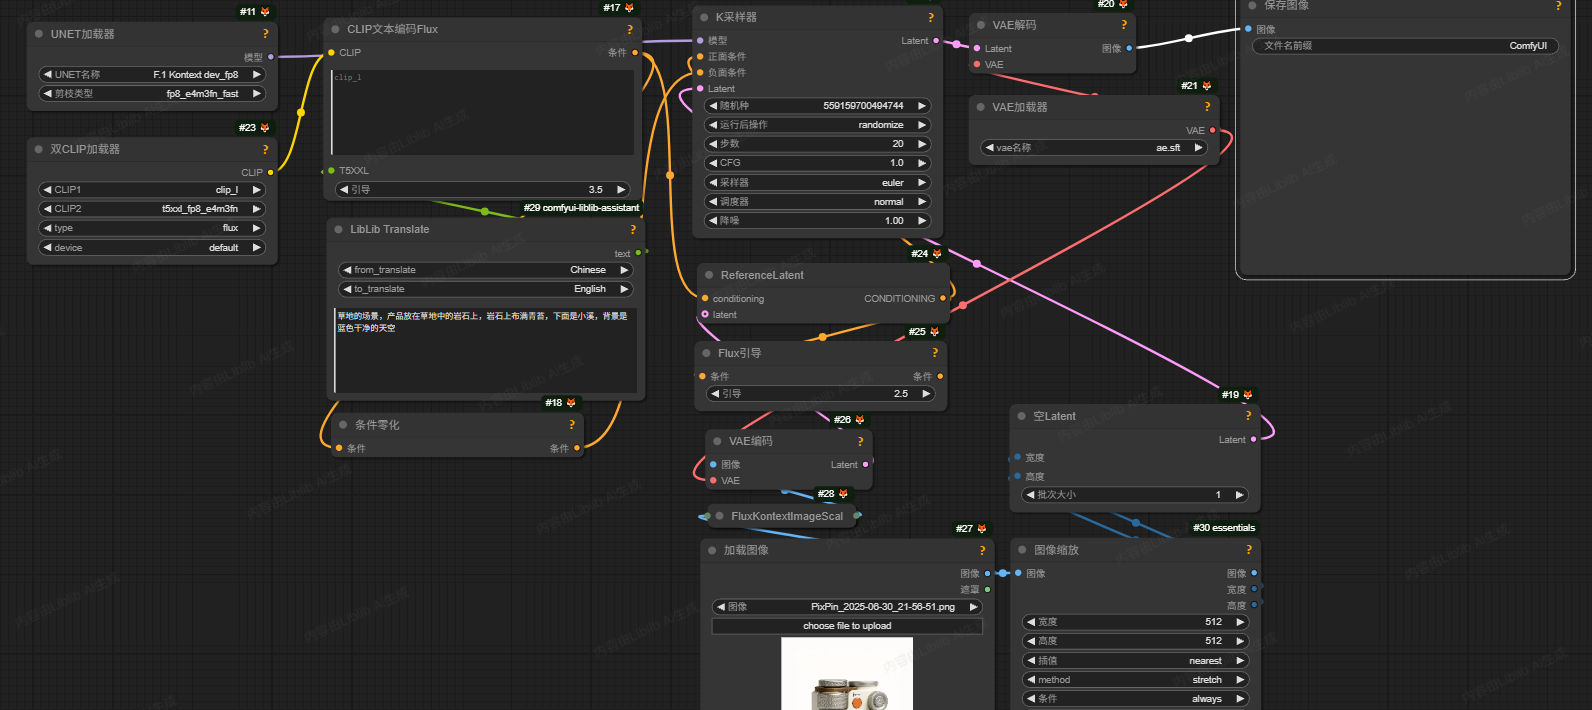 #11
UNET加载器
?
模型
UNET名称
F.1 Kontext dev_fp8
剪枝类型
fp8_e4m3fn_fast
#23
双CLIP加载器
?
CLIP
CLIP1
clip_l
CLIP2
t5xxl_fp8_e4m3fn
type
flux
device
default
#17
CLIP文本编码Flux
?
CLIP
条件
clip_l
T5XXL
引导
3.5
#29 comfyui-liblib-assistant
LibLib Translate
?
text
from_translate
Chinese
to_translate
English
草地的场景，产品放在草地中的岩石上，岩石上布满青苔，下面是小溪，背景是
蓝色干净的天空
#18
条件零化
?
条件
条件
K采样器
?
模型
Latent
正面条件
负面条件
Latent
随机种
559159700494744
运行后操作
randomize
步数
20
CFG
1.0
采样器
euler
调度器
normal
降噪
1.00
#24
ReferenceLatent
conditioning
CONDITIONING
latent
#25
Flux引导
?
条件
条件
引导
2.5
#26
VAE编码
?
图像
Latent
VAE
#28
FluxKontextImageScal
#27
加载图像
?
图像
遮罩
图像
PixPin_2025-06-30_21-56-51.png
choose file to upload
#20
VAE解码
?
Latent
图像
VAE
#21
VAE加载器
?
VAE
vae名称
ae.sft
保存图像
?
图像
文件名前缀
ComfyUI
#19
空Latent
?
Latent
宽度
高度
批次大小
1
#30 essentials
图像缩放
?
图像
图像
宽度
高度
宽度
512
高度
512
插值
nearest
method
stretch
条件
always
内容由Liblib AI生成